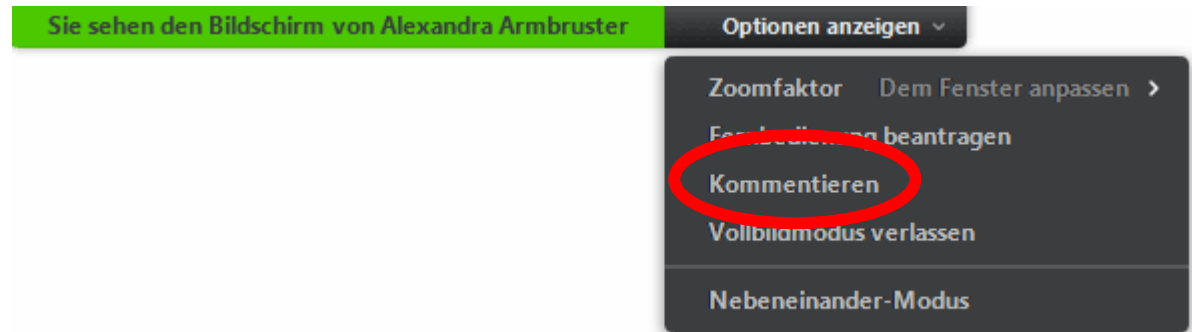 Sie sehen den Bildschirm von Alexandra Armbruster Optionen anzeigen
Zoomfaktor Dem Fenster anpassen
Fernbedienung beantragen
Kommentieren
Vollbildmodus verlassen
Nebeneinander-Modus